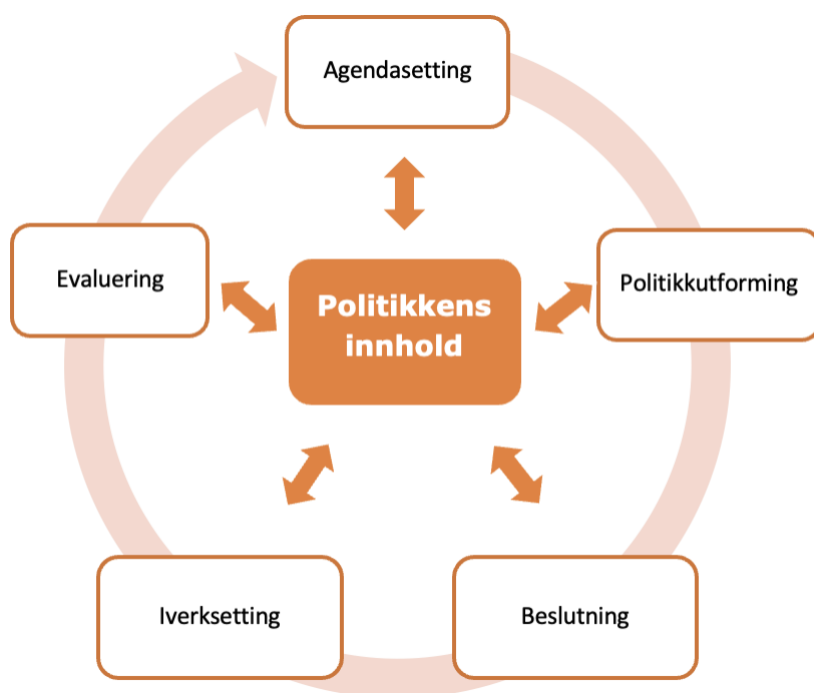 Agendasetting
Evaluering
Politikkutforming
Politikkens
innhold
Iverksetting
Beslutning